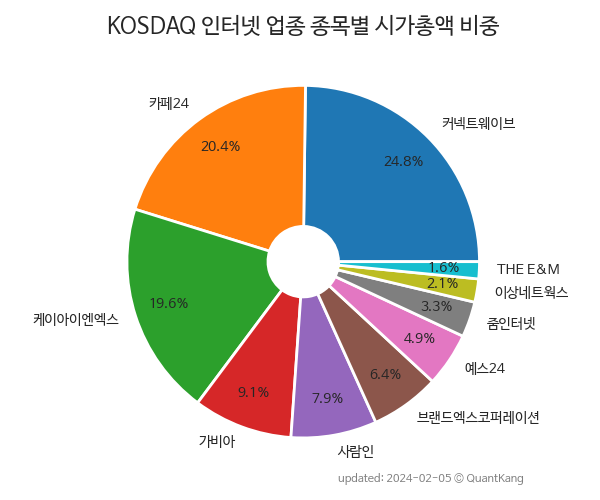 KOSDAQ 인터넷 업종 종목별 시가총액 비중
카페24
커넥트웨이브
20.4%
24.8%
1.6%
THE E&M
2.1%
이상네트웍스
19.6%
3.3%
케이아이엔엑스
줌인터넷
4.9%
예스24
6.4%
9.1%
7.9%
브랜드엑스코퍼레이션
가비아
사람인
updated: 2024-02-05 © QuantKang